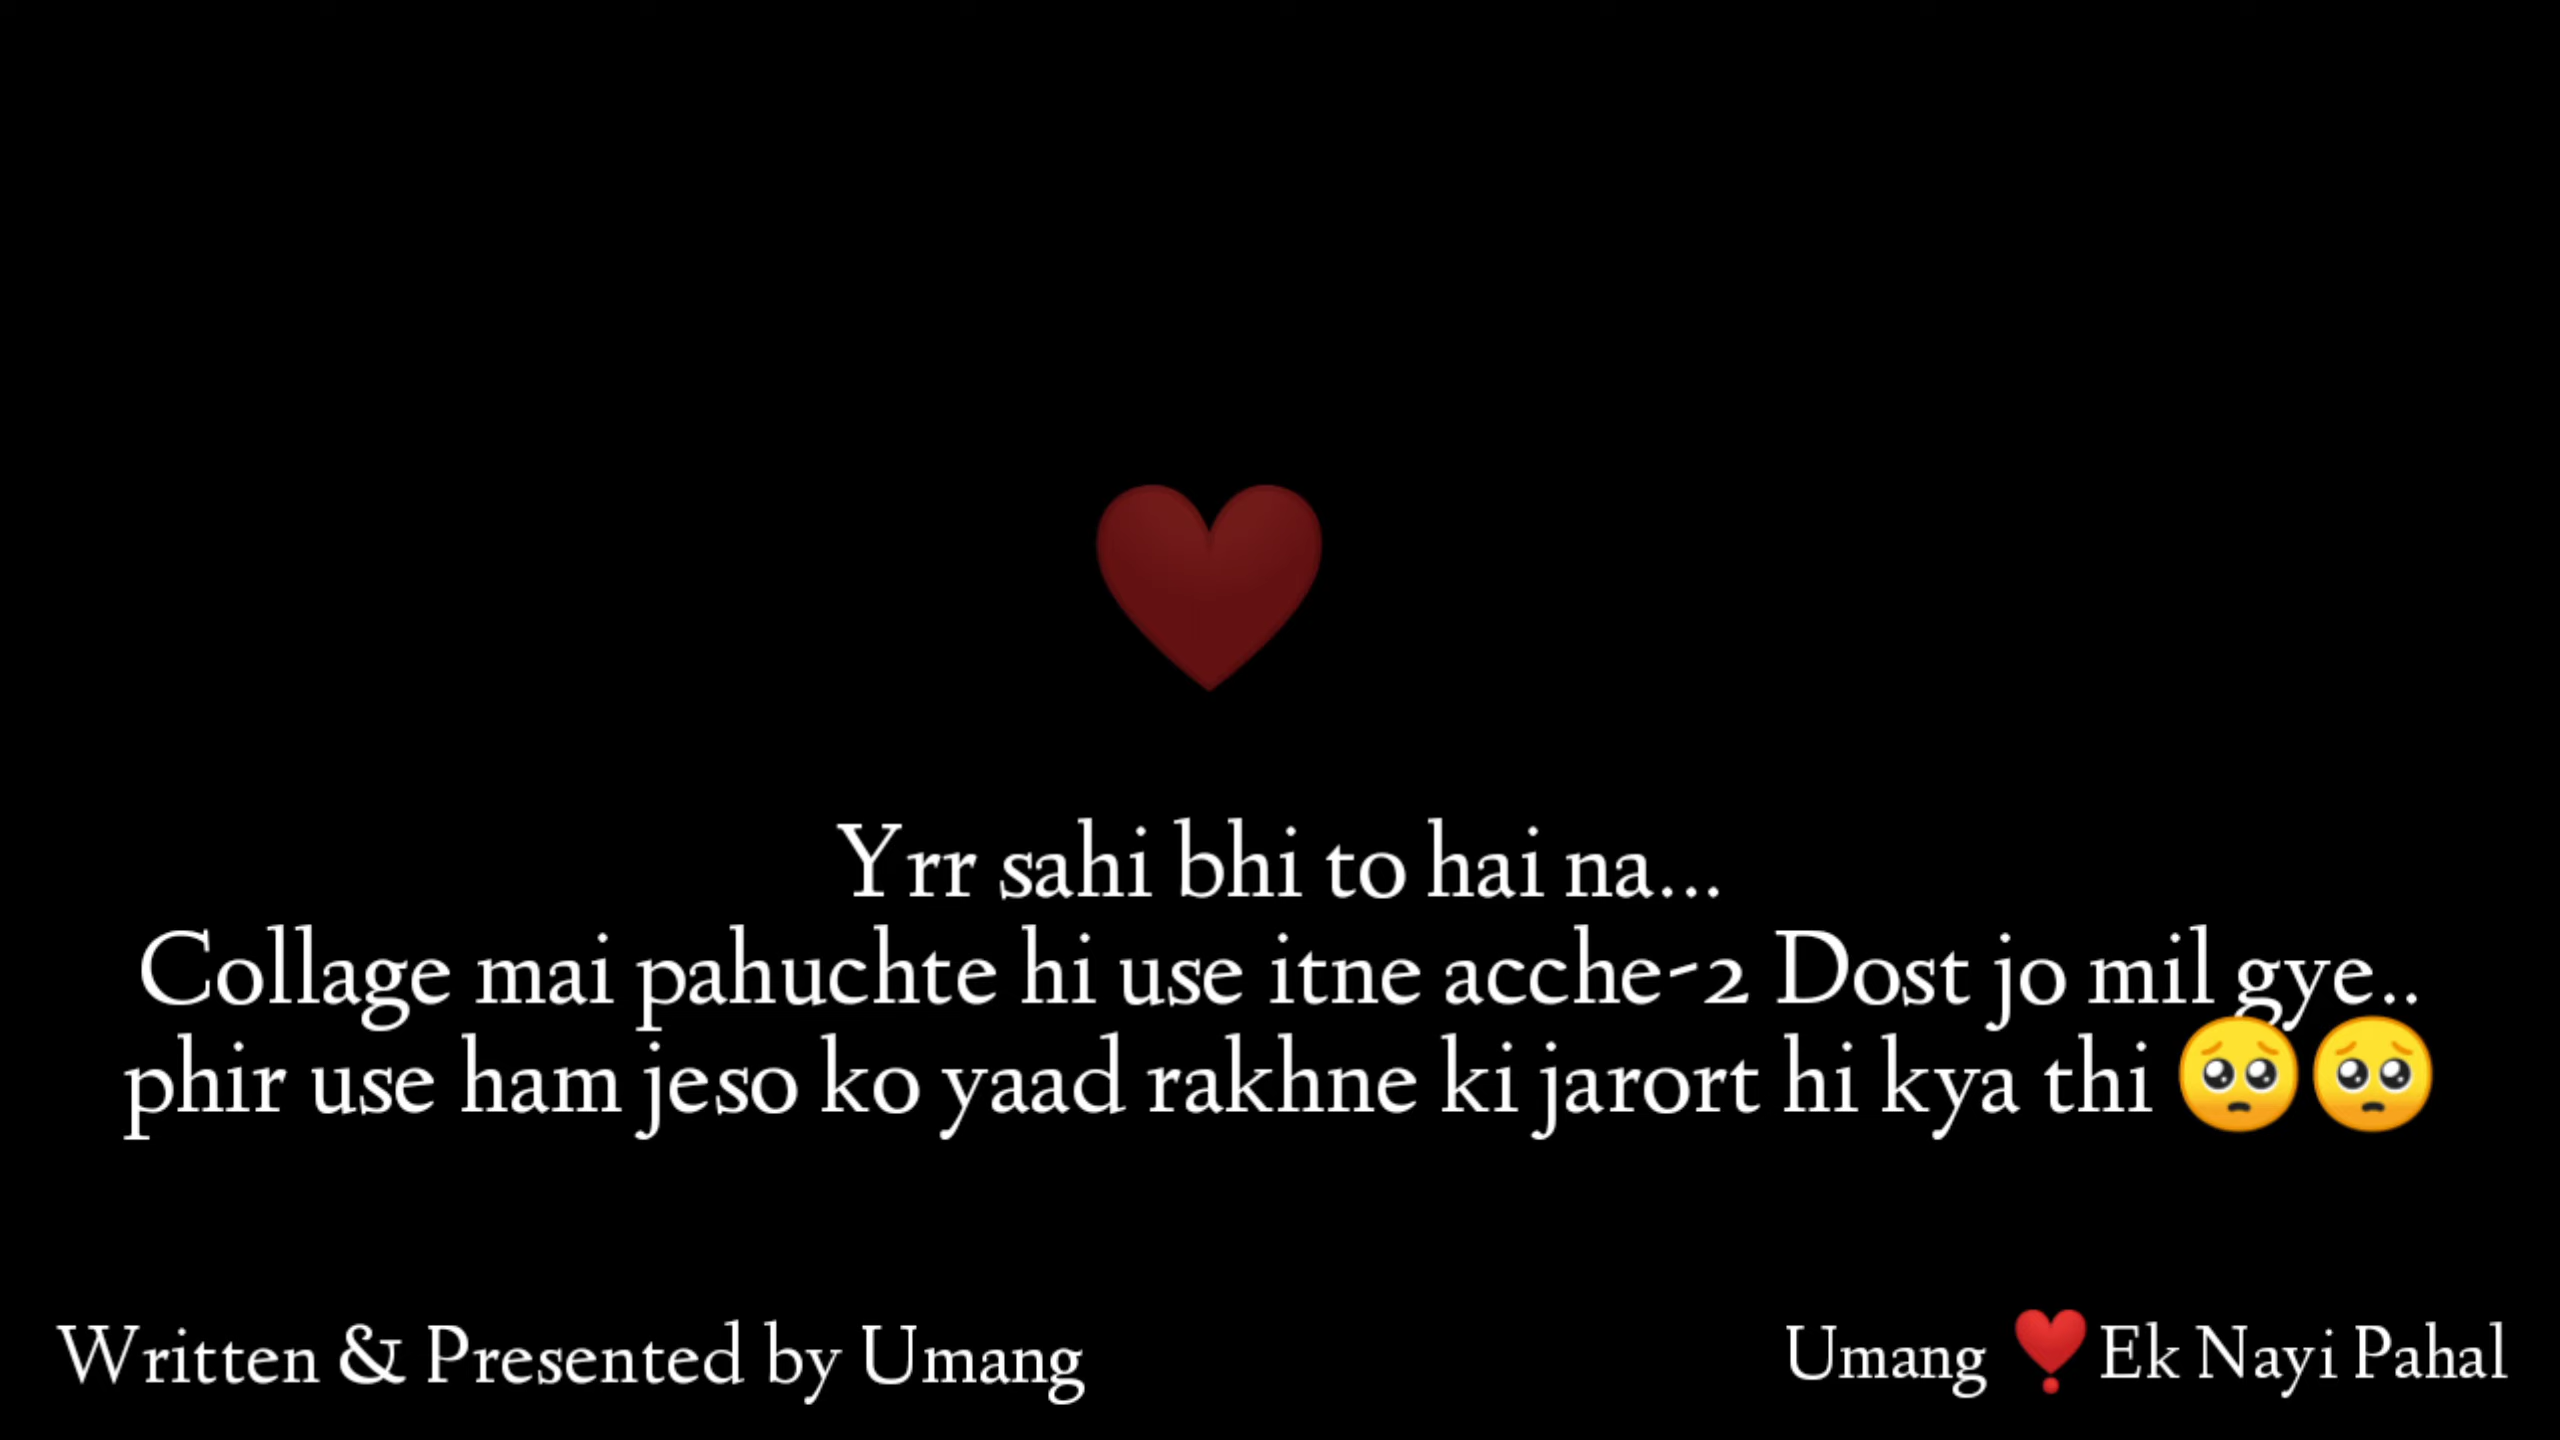 Yrr sahi bhi to hai na...
Collage mai pahuchte hi use itne acche-2 Dost jo mil gye..
phir use ham jeso ko yaad rakhne ki jarort hi kya thi 🥺🥺
Written & Presented by Umang
Umang ❣️Ek Nayi Pahal